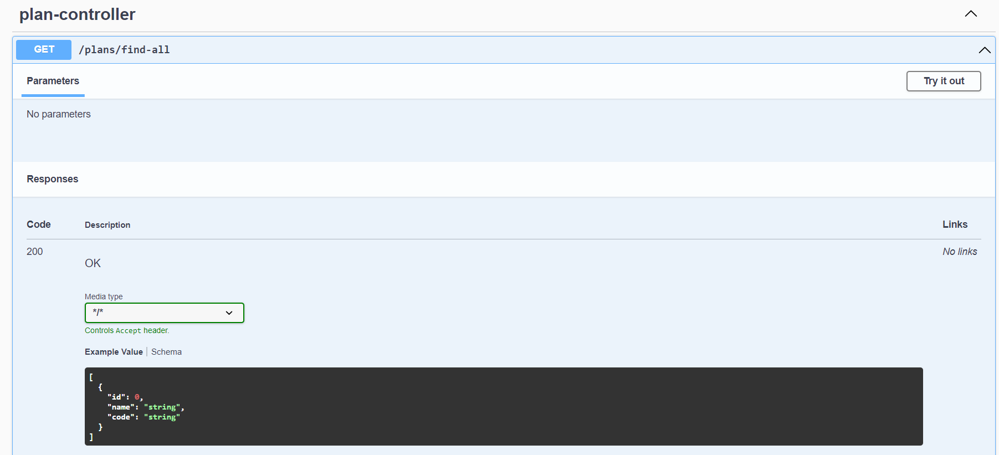 plan-controller
GET /plans/find-all
Parameters
Try it out
No parameters
Responses
Code Description Links
200
OK
No links
Media type
*/*
Controls Accept header.
Example Value Schema
[
  {
    "id": 0,
    "name": "string",
    "code": "string"
  }
]